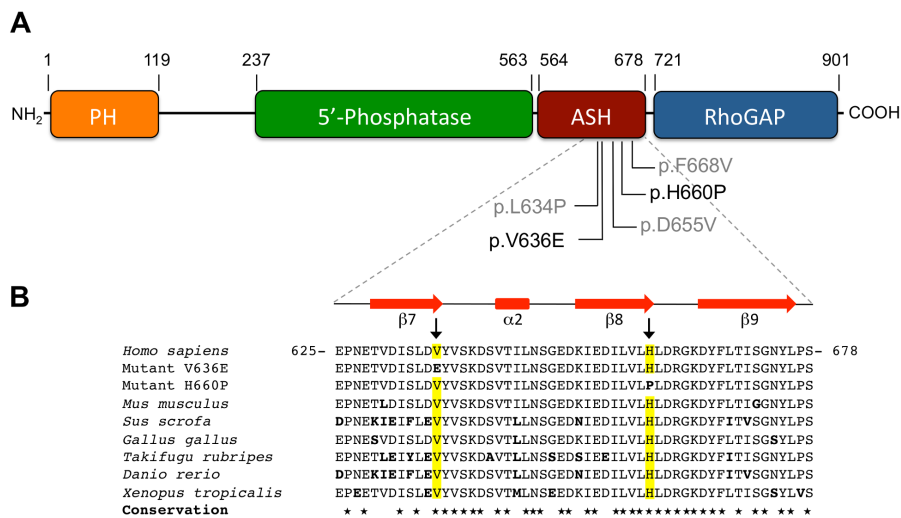 A
1 119 237 563 564 678 721 901
NH2 PH 5’-Phosphatase ASH RhoGAP COOH
p.F668V
p.H660P
p.L634P
p.D655V
p.V636E
B
β7 α2 β8 β9
Homo sapiens 625- EPNETVDISLDVYVSKDSVTILNSGEDKIEDILVLHLDRGKDYFLTISGNYLPS- 678
Mutant V636E EPNETVDISLDEYVSKDSVTILNSGEDKIEDILVLHLDRGKDYFLTISGNYLPS
Mutant H660P EPNETVDISLDVYVSKDSVTILNSGEDKIEDILVLPLDRGKDYFLTISGNYLPS
Mus musculus EPNETLDISLDVYVSKDSVTILNSGEDKIEDILVLHLDRGKDYFLTIGGNYLPS
Sus scrofa DPNEKIEIFLEVYVSKDSVTLLNSGEDNIEDILVLHLDRGKDYFITVSGNYLPS
Gallus gallus EPNESVDISLDVYVSKDSVTLLNSGEDKIEDILVLHLDRGKDYFLTISGSYLPS
Takifugu rubripes EPNETLEIYLEVYVSKDAVTLLNSSEDSIEEILVLHLDRGKDYFITISGNYLPS
Danio rerio DPNEKIEIFLEVYVSKDSVTLLNSGEDNIEDILVLHLDRGKDYFITVSGNYLPS
Xenopus tropicalis EPEETVDISLEVYVSKDSVTMLNSEEDKIEDILVLHLDRGKDYFLTISGSYLVS
Conservation